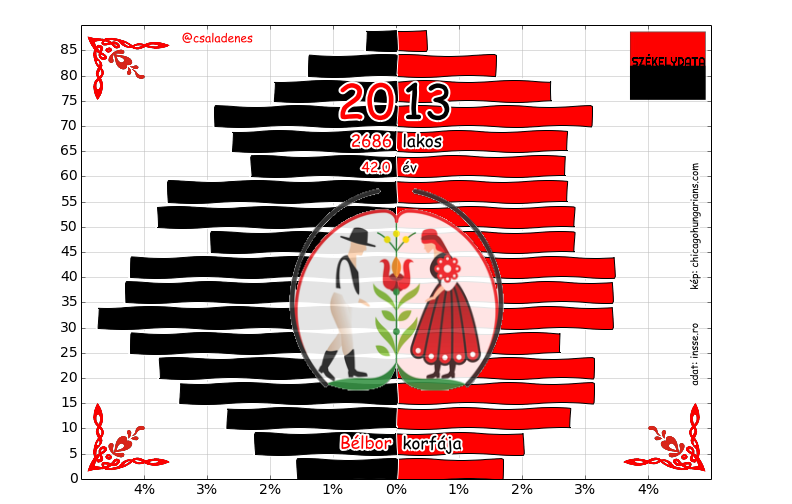 @csaladenes
SZÉKELYDATA
2013
2686 lakos
42,0 év
kép: chicagohungarians.com
adat: insse.ro
Bélbor korfája
85
80
75
70
65
60
55
50
45
40
35
30
25
20
15
10
5
0
4% 3% 2% 1% 0% 1% 2% 3% 4%